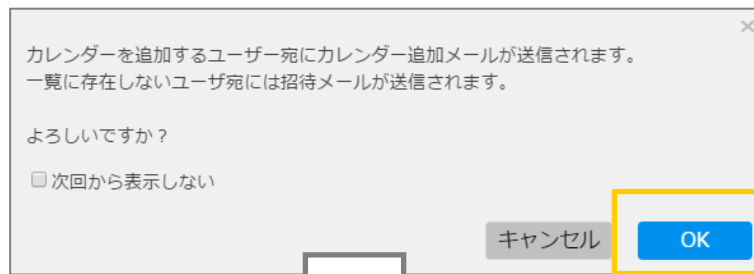 カレンダーを追加するユーザー宛にカレンダー追加メールが送信されます。
一覧に存在しないユーザ宛には招待メールが送信されます。
よろしいですか？
次回から表示しない
キャンセル OK